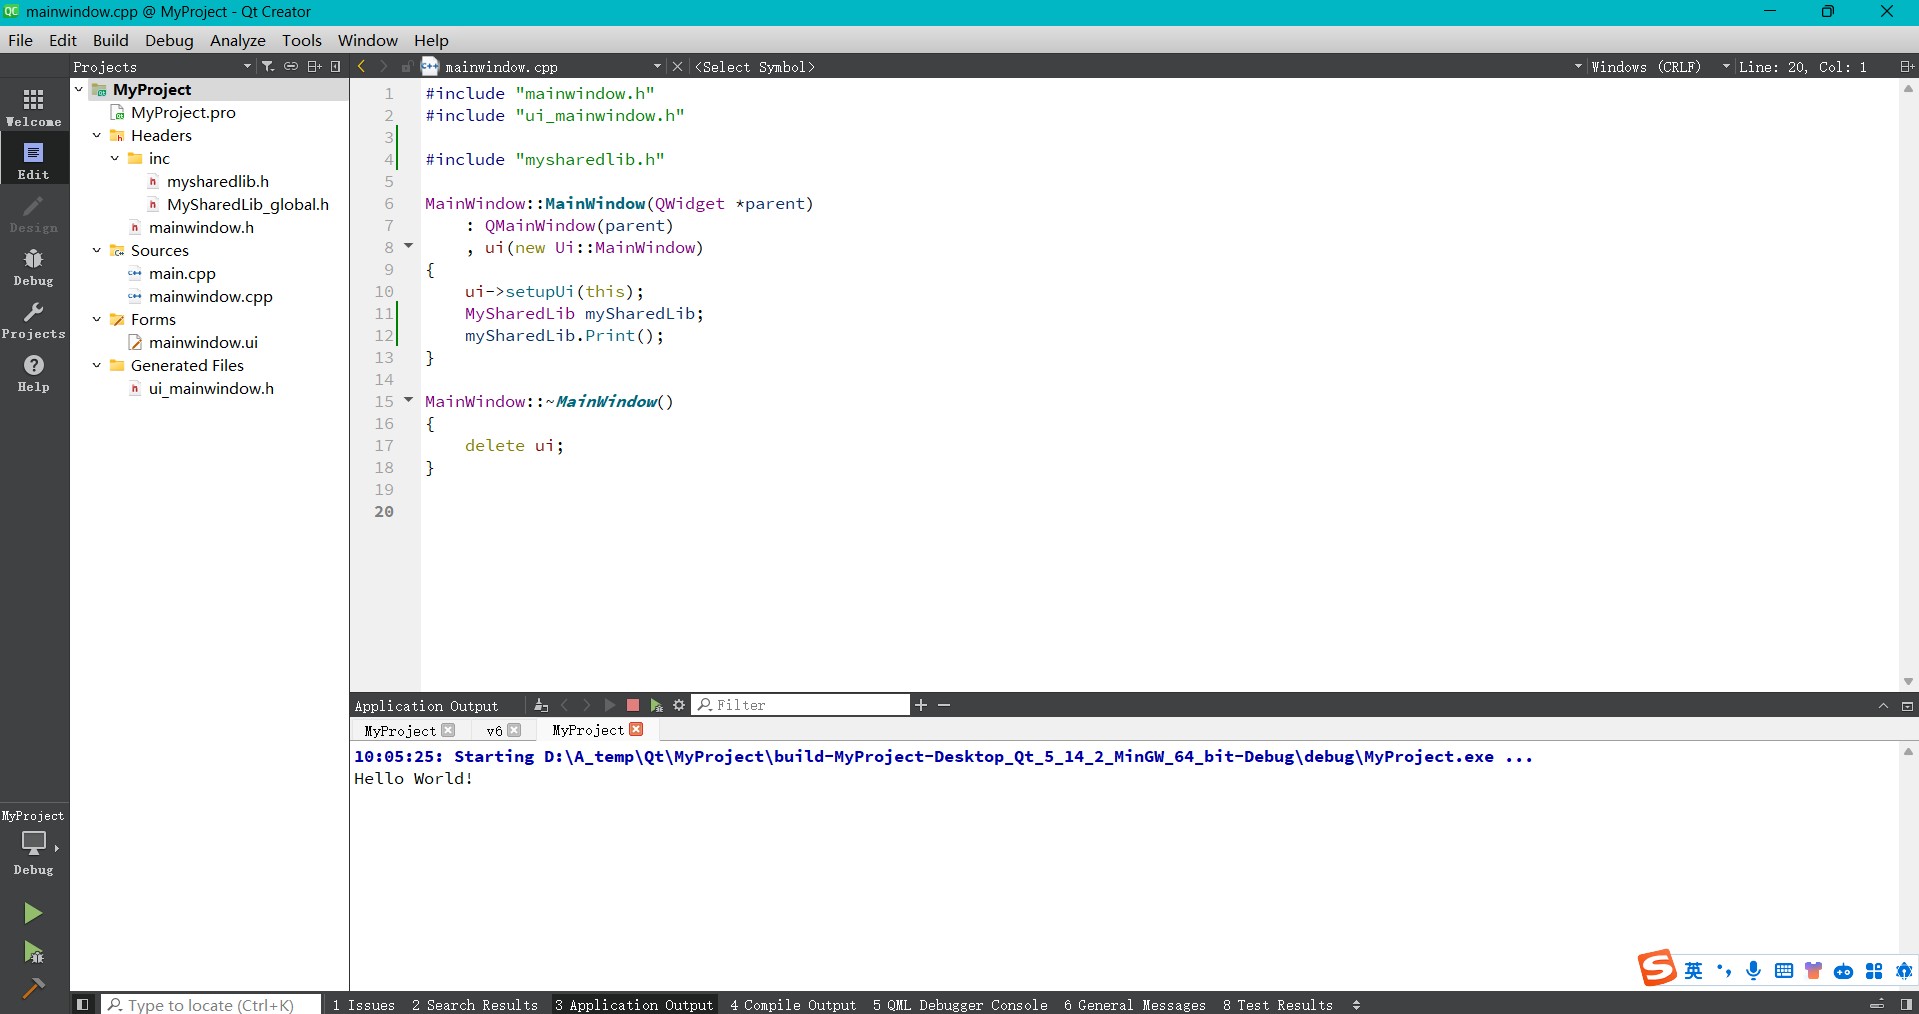 mainwindow.cpp @ MyProject - Qt Creator
File Edit Build Debug Analyze Tools Window Help
Projects
mainwindow.cpp
<Select Symbol>
Windows (CRLF)
Line: 20, Col: 1
Welcome
Edit
Design
Debug
Projects
Help
MyProject
MyProject.pro
Headers
inc
mysharedlib.h
MySharedLib_global.h
mainwindow.h
Sources
main.cpp
mainwindow.cpp
Forms
mainwindow.ui
Generated Files
ui_mainwindow.h
1 #include "mainwindow.h"
2 #include "ui_mainwindow.h"
3
4 #include "mysharedlib.h"
5
6 MainWindow::MainWindow(QWidget *parent)
7     : QMainWindow(parent)
8     , ui(new Ui::MainWindow)
9 {
10     ui->setupUi(this);
11     MySharedLib mySharedLib;
12     mySharedLib.Print();
13 }
14
15 MainWindow::~MainWindow()
16 {
17     delete ui;
18 }
19
20
Application Output
Filter
MyProject
v6
MyProject
10:05:25: Starting D:\A_temp\Qt\MyProject\build-MyProject-Desktop_Qt_5_14_2_MinGW_64_bit-Debug\debug\MyProject.exe ...
Hello World!
MyProject
Debug
英
Type to locate (Ctrl+K)
1 Issues 2 Search Results 3 Application Output 4 Compile Output 5 QML Debugger Console 6 General Messages 8 Test Results